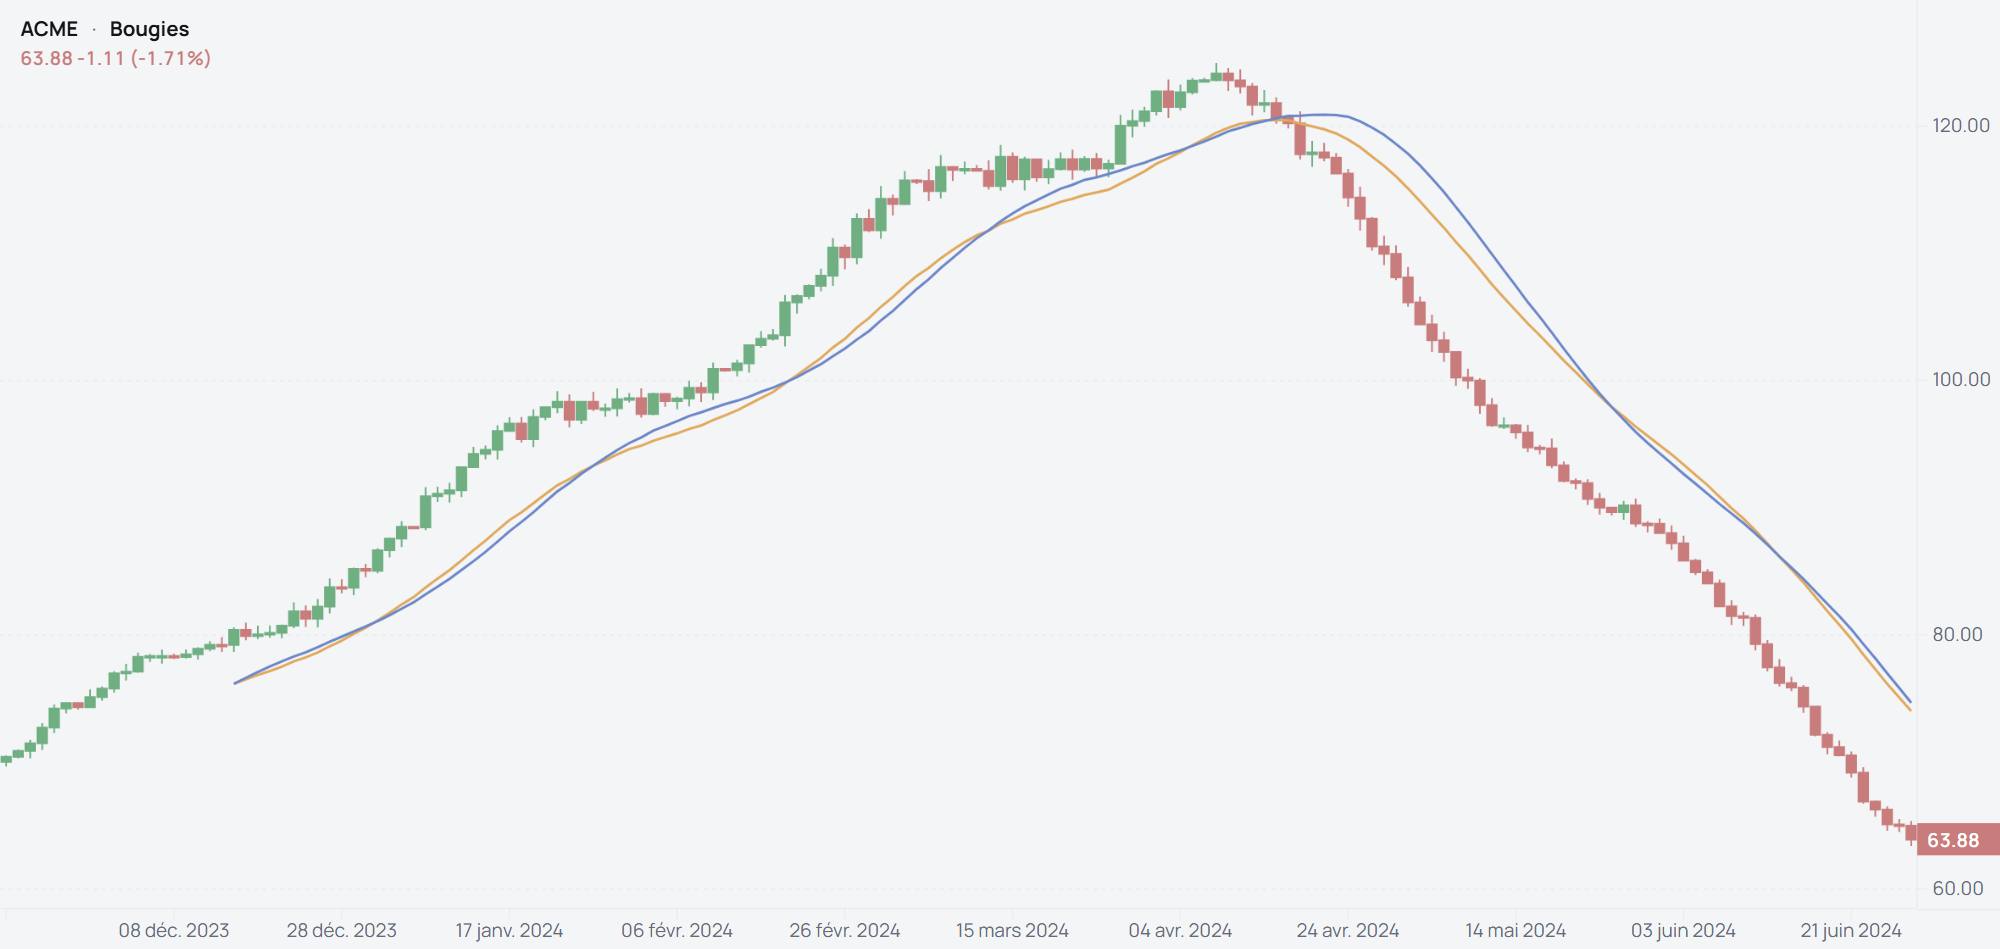 ACME · Bougies
63.88 -1.11 (-1.71%)
120.00
100.00
80.00
63.88
60.00
08 déc. 2023 28 déc. 2023 17 janv. 2024 06 févr. 2024 26 févr. 2024 15 mars 2024 04 avr. 2024 24 avr. 2024 14 mai 2024 03 juin 2024 21 juin 2024